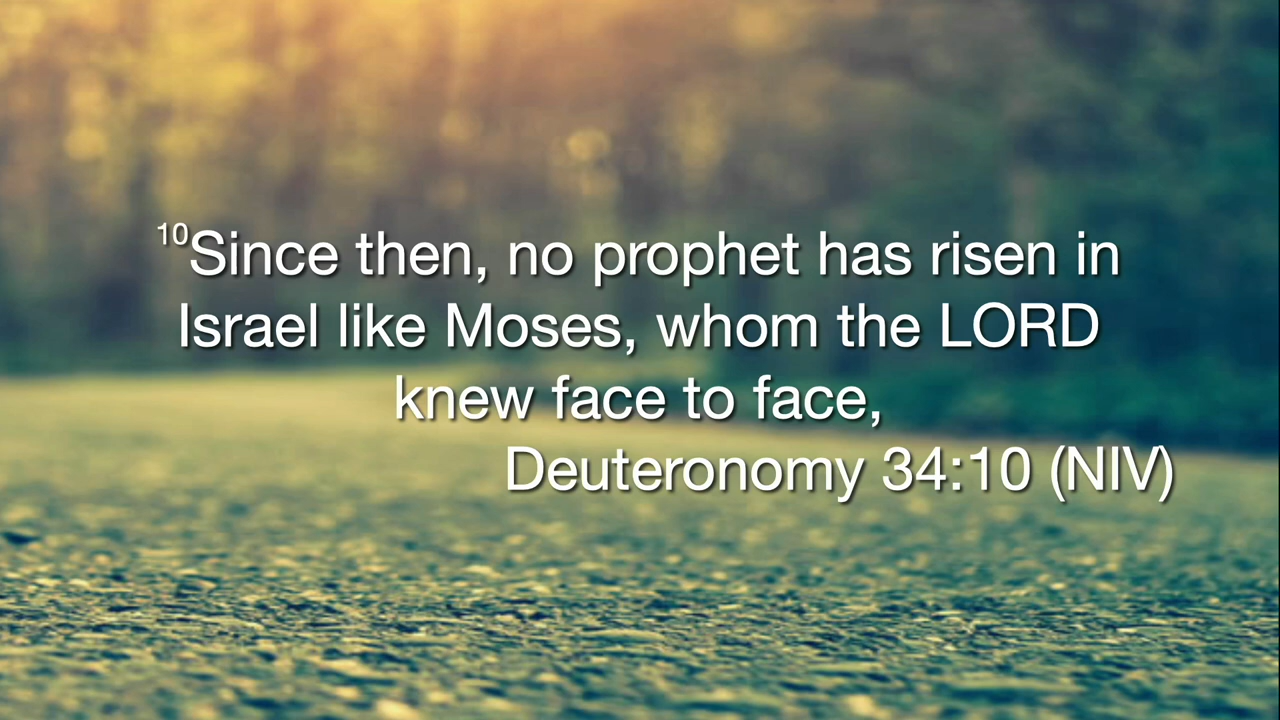 ¹⁰Since then, no prophet has risen in
Israel like Moses, whom the LORD
knew face to face,
Deuteronomy 34:10 (NIV)